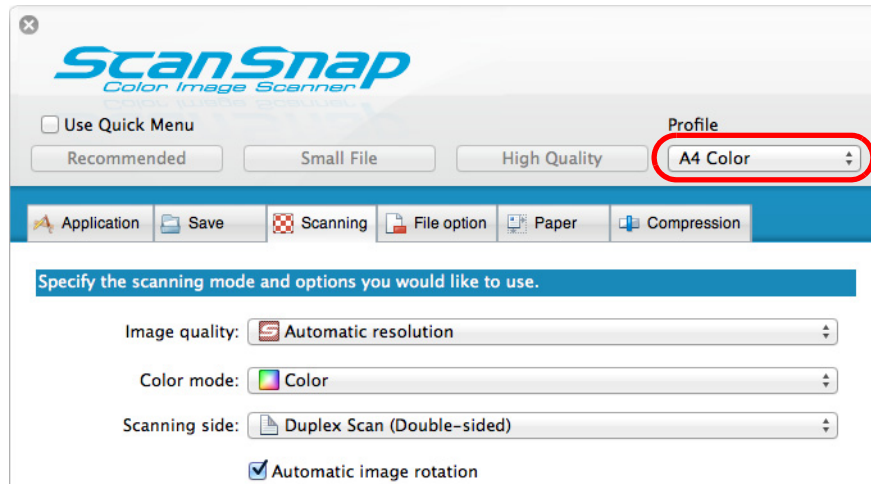 ScanSnap
Color Image Scanner
Use Quick Menu
Profile
Recommended
Small File
High Quality
A4 Color
Application
Save
Scanning
File option
Paper
Compression
Specify the scanning mode and options you would like to use.
Image quality: Automatic resolution
Color mode: Color
Scanning side: Duplex Scan (Double-sided)
Automatic image rotation